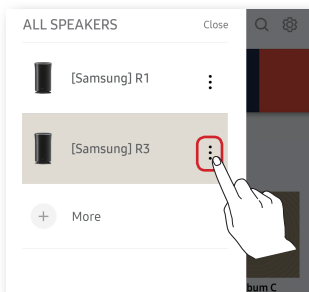 ALL SPEAKERS Close
[Samsung] R1
[Samsung] R3
+ More
bum C